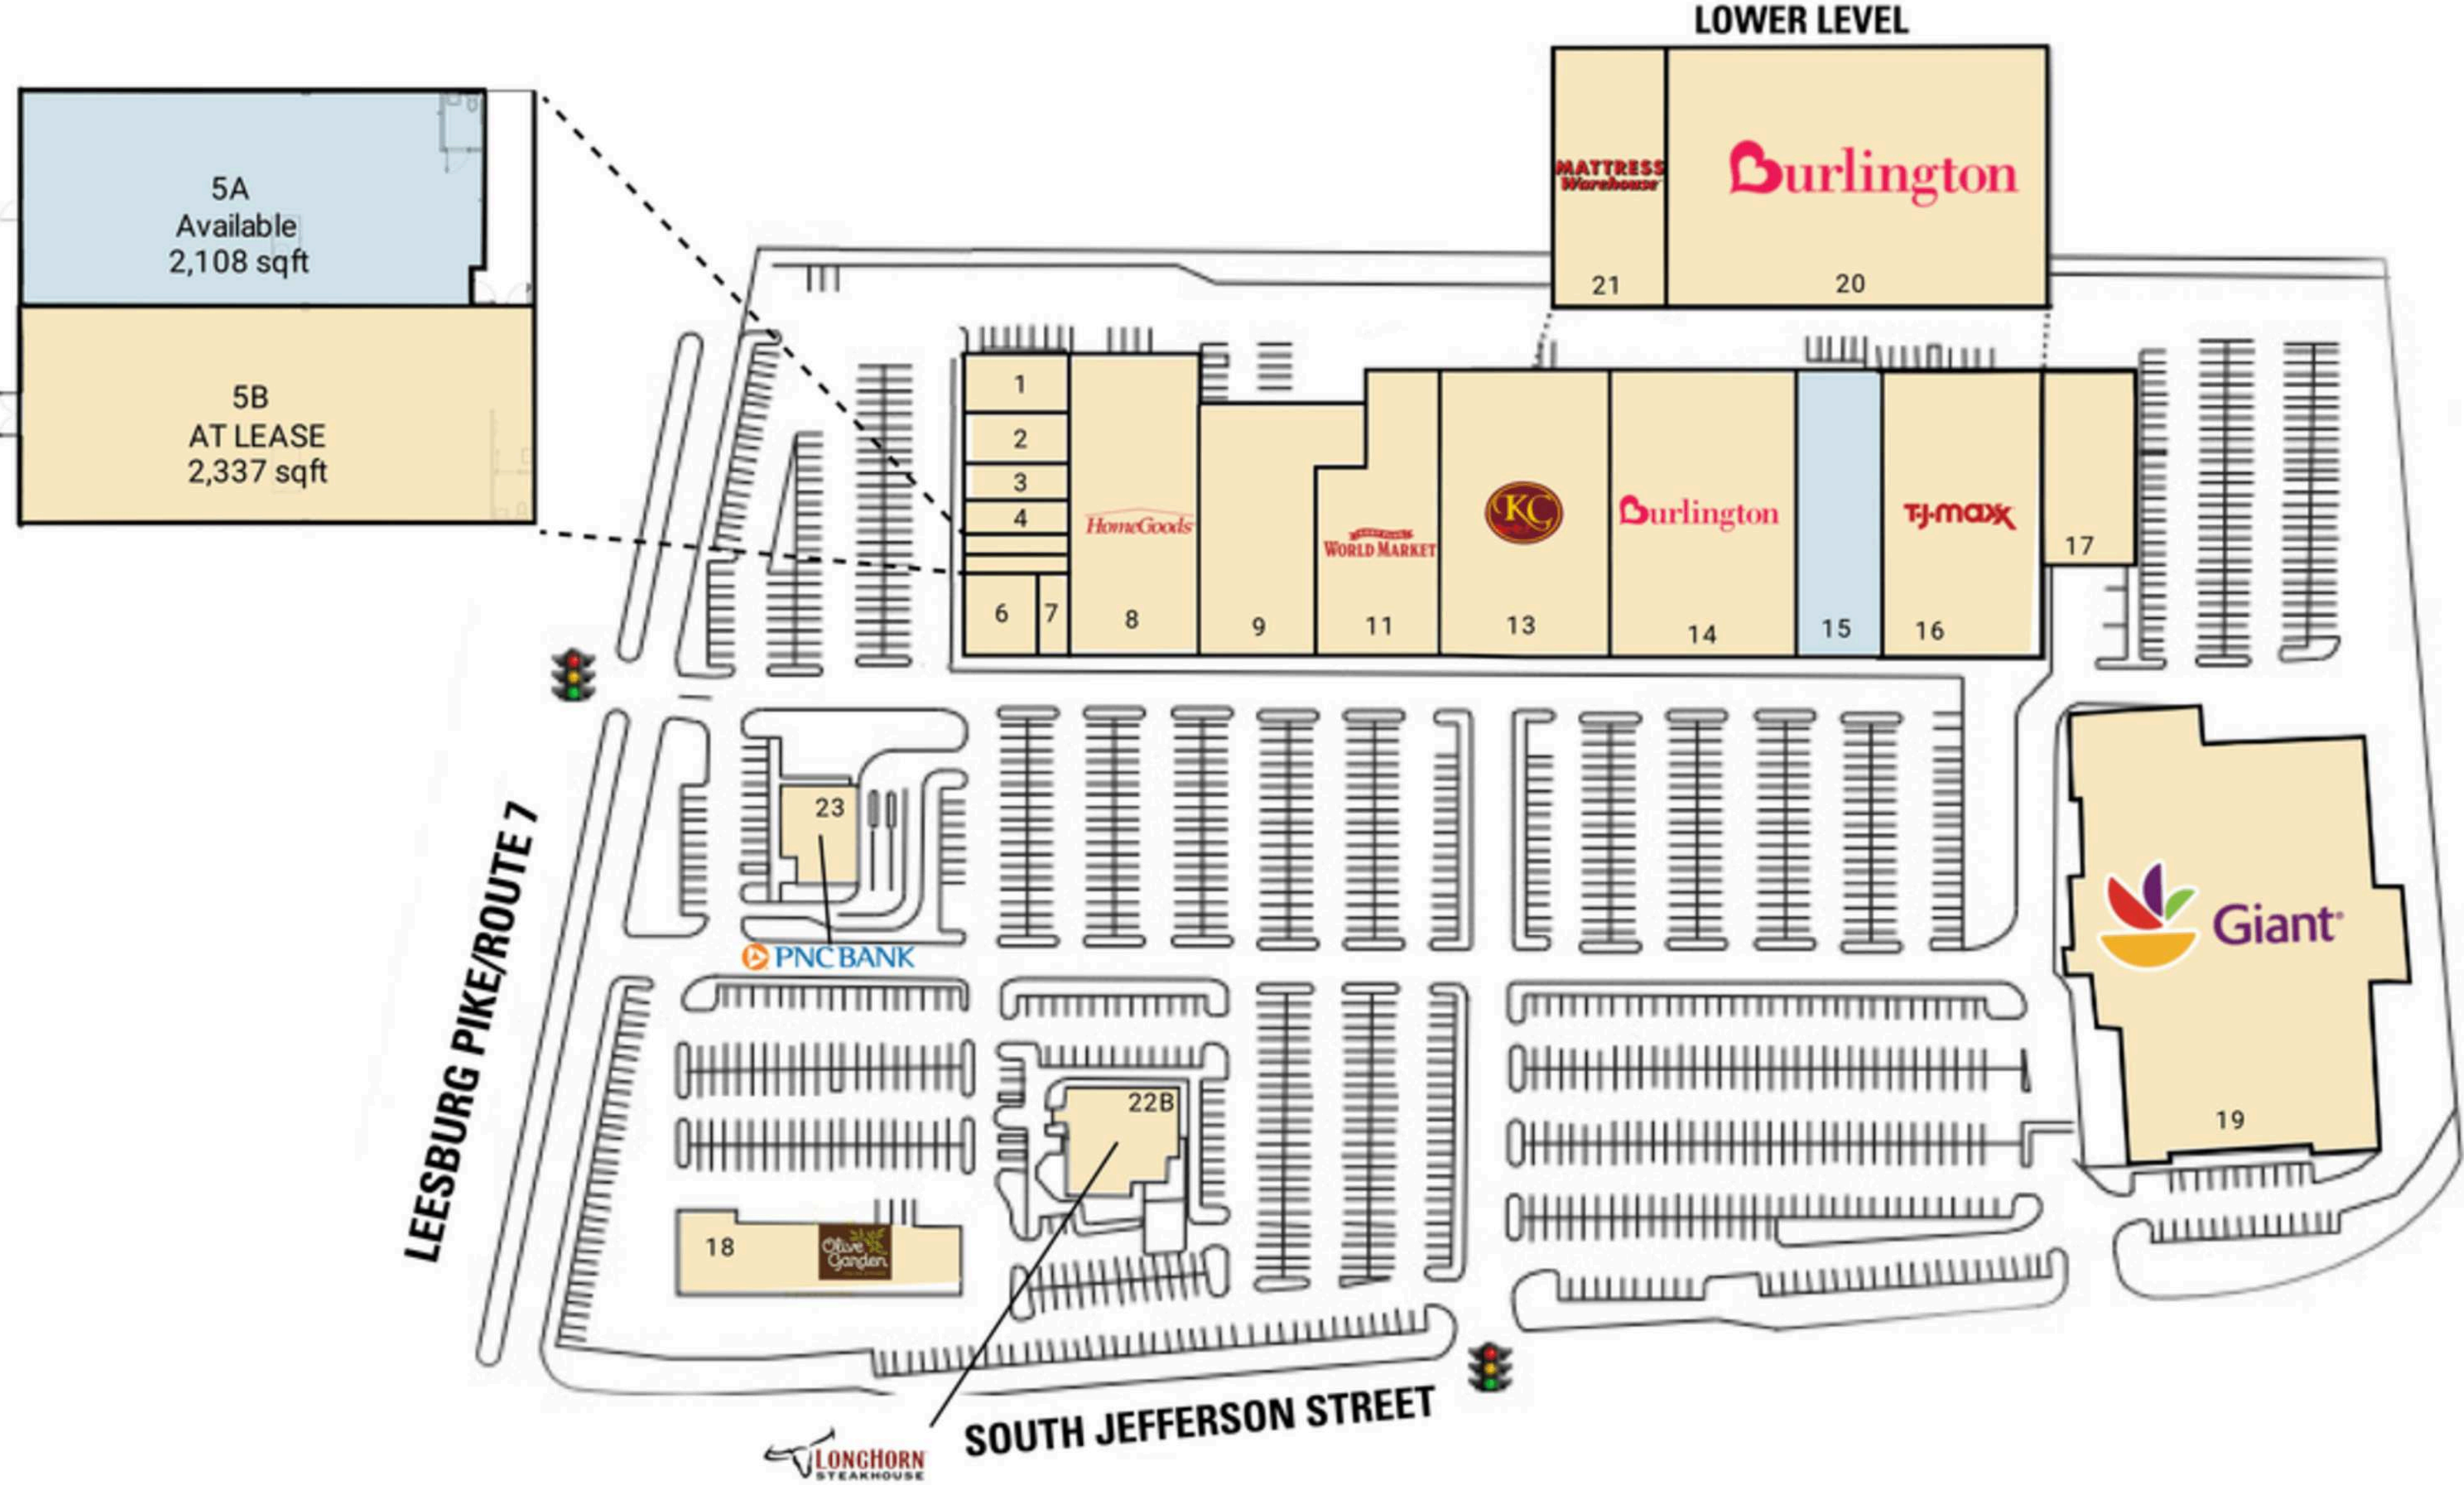 LOWER LEVEL
MATTRESS
Warehouse
Burlington
21
20
5A
Available
2,108 sqft
5B
AT LEASE
2,337 sqft
1
2
3
4
6
7
HomeGoods
8
9
WORLD MARKET
11
KC
13
Burlington
14
15
T.J.maxx
16
17
23
PNC BANK
LEESBURG PIKE/ROUTE 7
Giant
19
22B
18
Olive
Garden
SOUTH JEFFERSON STREET
LONGHORN
STEAKHOUSE